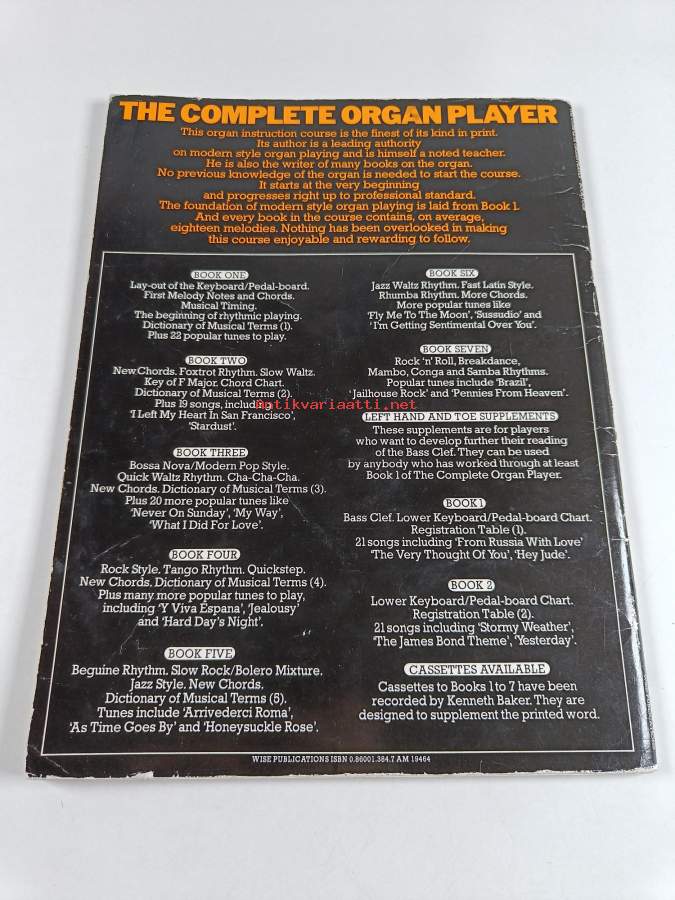 THE COMPLETE ORGAN PLAYER
This organ instruction course is the finest of its kind in print.
Its author is a leading authority
on modern style organ playing and is himself a noted teacher.
He is also the writer of many books on the organ.
No previous knowledge of the organ is needed to start the course.
It starts at the very beginning
and progresses right up to professional standard.
The foundation of modern style organ playing is laid from Book 1.
And every book in the course contains, on average,
eighteen melodies. Nothing has been overlooked in making
this course enjoyable and rewarding to follow.
BOOK ONE
Lay-out of the Keyboard/Pedal-board.
First Melody Notes and Chords.
Musical Timing.
The beginning of rhythmic playing.
Dictionary of Musical Terms (1).
Plus 22 popular tunes to play.
BOOK TWO
New Chords. Foxtrot Rhythm. Slow Waltz.
Key of F Major. Chord Chart.
Dictionary of Musical Terms (2).
Plus 19 songs, including
'I Left My Heart In San Francisco',
'Stardust'.
BOOK THREE
Bossa Nova/Modern Pop Style.
Quick Waltz Rhythm. Cha-Cha-Cha.
New Chords. Dictionary of Musical Terms (3).
Plus 20 more popular tunes like
'Never On Sunday', 'My Way',
'What I Did For Love'.
BOOK FOUR
Rock Style. Tango Rhythm. Quickstep.
New Chords. Dictionary of Musical Terms (4).
Plus many more popular tunes to play,
including 'Y Viva Espana', 'Jealousy'
and 'Hard Day's Night'.
BOOK FIVE
Beguine Rhythm. Slow Rock/Bolero Mixture.
Jazz Style. New Chords.
Dictionary of Musical Terms (5).
Tunes include 'Arrivederci Roma',
'As Time Goes By' and 'Honeysuckle Rose'.
BOOK SIX
Jazz Waltz Rhythm. Fast Latin Style.
Rhumba Rhythm. More Chords.
More popular tunes like
'Fly Me To The Moon', 'Sussudio' and
'I'm Getting Sentimental Over You'.
BOOK SEVEN
Rock 'n' Roll, Breakdance,
Mambo, Conga and Samba Rhythms.
Popular tunes include 'Brazil',
'Jailhouse Rock' and 'Pennies From Heaven'.
LEFT HAND AND TOE SUPPLEMENTS
These supplements are for players
who want to develop further their reading
of the Bass Clef. They can be used
by anybody who has worked through at least
Book 1 of The Complete Organ Player.
BOOK 1
Bass Clef. Lower Keyboard/Pedal-board Chart.
Registration Table (1).
21 songs including 'From Russia With Love'
'The Very Thought Of You', 'Hey Jude'.
BOOK 2
Lower Keyboard/Pedal-board Chart.
Registration Table (2).
21 songs including 'Stormy Weather',
'The James Bond Theme', 'Yesterday'.
CASSETTES AVAILABLE
Cassettes to Books 1 to 7 have been
recorded by Kenneth Baker. They are
designed to supplement the printed word.
WISE PUBLICATIONS ISBN 0.86001.384.7 AM 19464
antikvariaatti.net